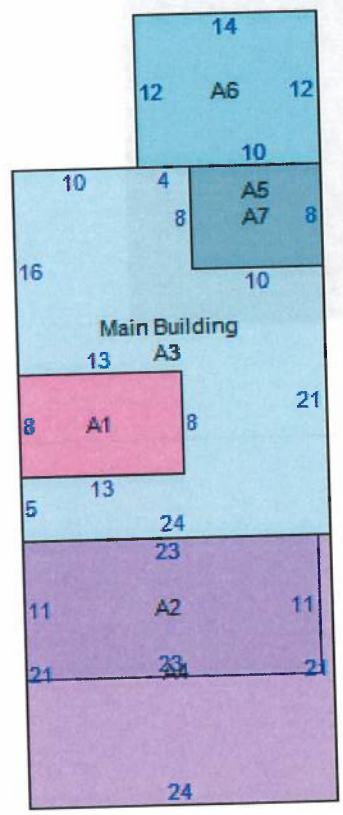 14
12 A6 12
10
10 4 A5
8 A7 8
16 10
Main Building
13 A3
8 A1 8 21
13
5
24
23
11 A2 11
21 23 21
A4
24